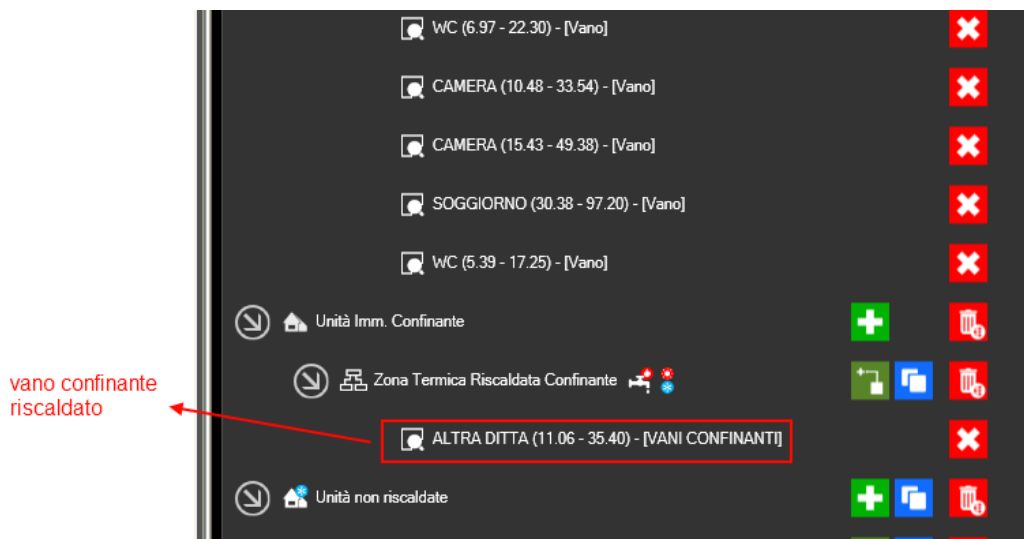 WC (6.97 - 22.30) - [Vano]
CAMERA (10.48 - 33.54) - [Vano]
CAMERA (15.43 - 49.38) - [Vano]
SOGGIORNO (30.38 - 97.20) - [Vano]
WC (5.39 - 17.25) - [Vano]
Unità Imm. Confinante
Zona Termica Riscaldata Confinante
vano confinante
riscaldato
ALTRA DITTA (11.06 - 35.40) - [VANI CONFINANTI]
Unità non riscaldate